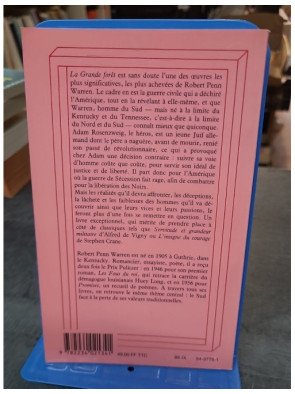 La Grande forêt est sans doute l'une des œuvres les
plus significatives, les plus achevées de Robert Penn
Warren. Le cadre en est la guerre civile qui a déchiré
l'Amérique, tout en la révélant à elle-même, et que
Warren, homme du Sud — mais né à la limite du
Kentucky et du Tennessee, c'est-à-dire à la limite
du Nord et du Sud — connaît mieux que quiconque.
Adam Rosenzweig, le héros, est un jeune Juif alle-
mand dont le père a naguère, avant de mourir, renié
son passé de révolutionnaire, ce qui a provoqué
chez Adam une décision contraire : suivre sa voie
d'homme coûte que coûte, pour servir son idéal de
justice et de liberté. Il part donc pour l'Amérique
où la guerre de Sécession fait rage, afin de combattre
pour la libération des Noirs.
Mais les réalités qu'il devra affronter, les déceptions,
la lâcheté et les faiblesses des hommes qu'il va dé-
couvrir ainsi que leurs vices et leurs passions, le
feront plus d'une fois se remettre en question. Un
livre exceptionnel, qui mérite de prendre place à
côté de classiques tels que Servitude et grandeur
militaires d'Alfred de Vigny ou L'insigne du courage
de Stephen Crane.
Robert Penn Warren est né en 1905 à Guthrie, dans
le Kentucky. Romancier, essayiste, poète, il a reçu
deux fois le Prix Pulitzer : en 1946 pour son premier
roman, Les Fous du roi, qui retrace la carrière du
démagogue louisianais Huey Long, et en 1956 pour
Promises, un recueil de poèmes. A travers tous ses
livres, on retrouve le même thème central : le Sud
face à la perte de ses valeurs traditionnelles.